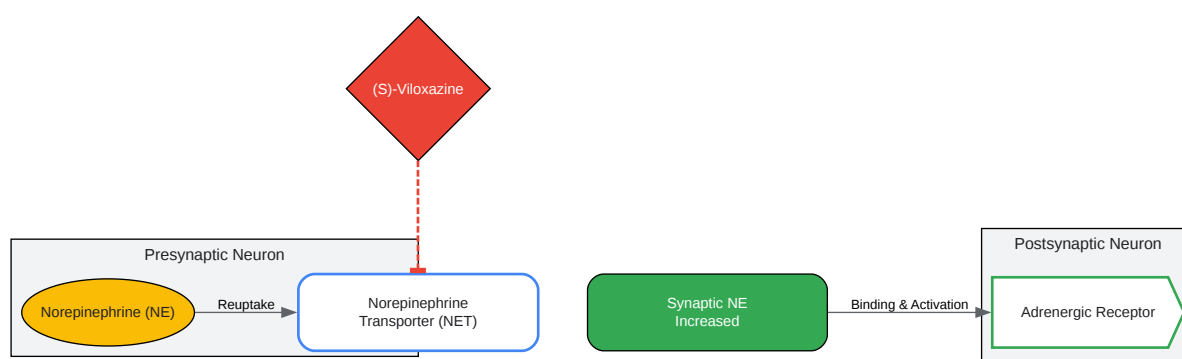 (S)-Viloxazine
Presynaptic Neuron
Norepinephrine (NE)
Reuptake
Norepinephrine
Transporter (NET)
Synaptic NE
Increased
Binding & Activation
Postsynaptic Neuron
Adrenergic Receptor